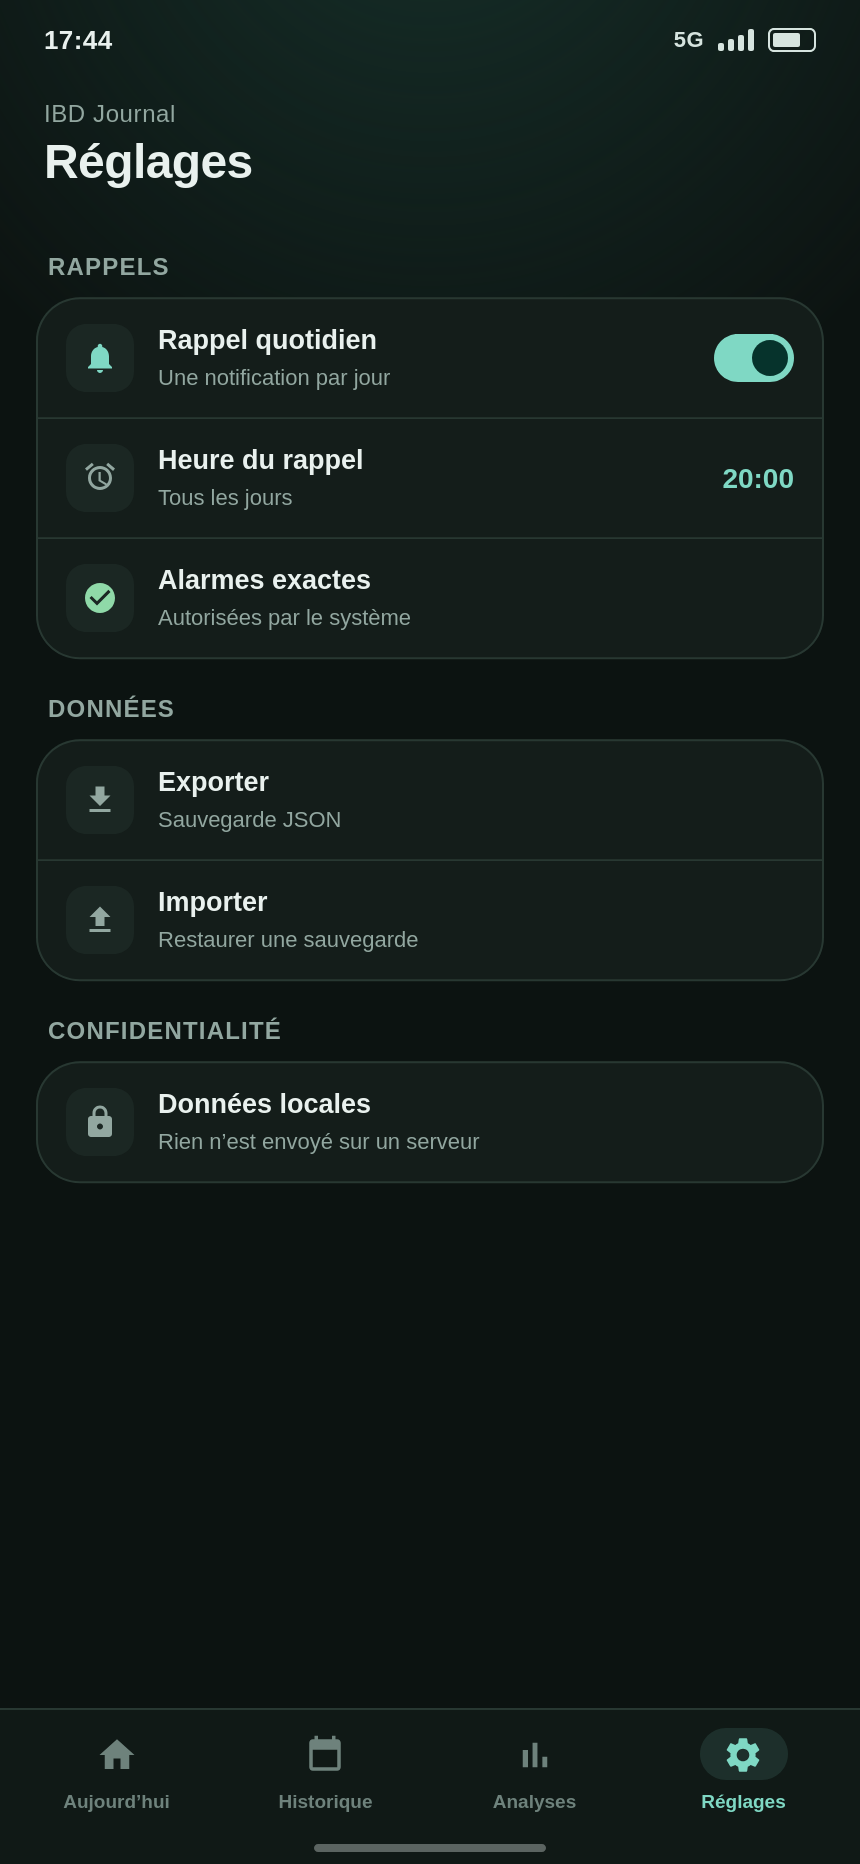 17:44
5G
IBD Journal
Réglages
RAPPELS
Rappel quotidien
Une notification par jour
Heure du rappel
Tous les jours
20:00
Alarmes exactes
Autorisées par le système
DONNÉES
Exporter
Sauvegarde JSON
Importer
Restaurer une sauvegarde
CONFIDENTIALITÉ
Données locales
Rien n’est envoyé sur un serveur
Aujourd’hui
Historique
Analyses
Réglages